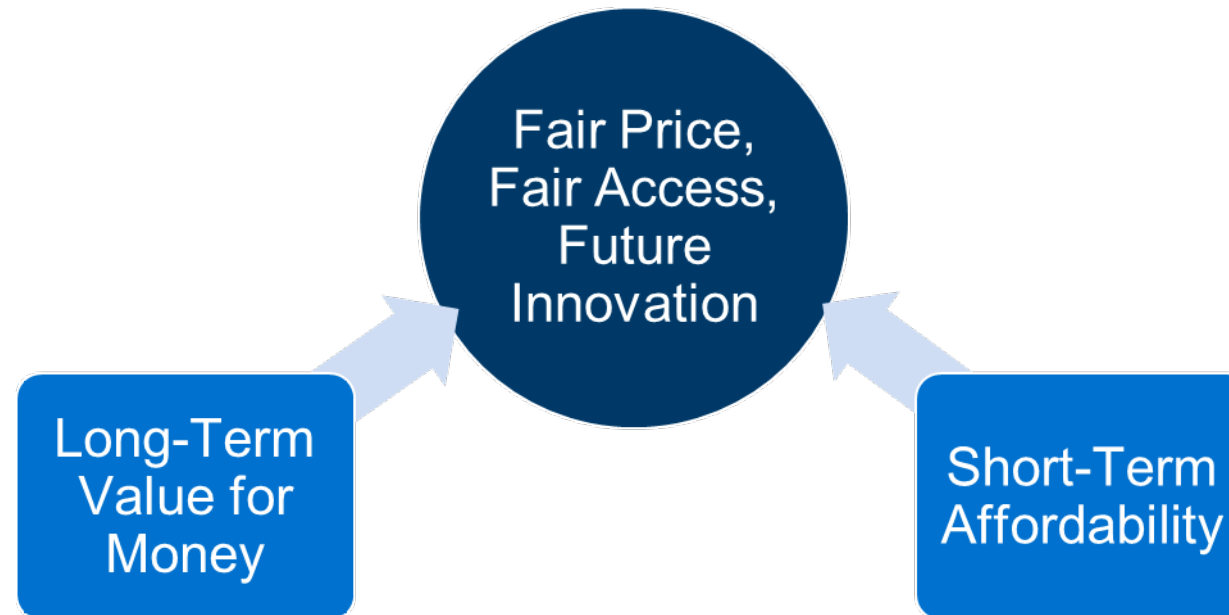 Fair Price,
Fair Access,
Future
Innovation
Long-Term
Value for
Money
Short-Term
Affordability